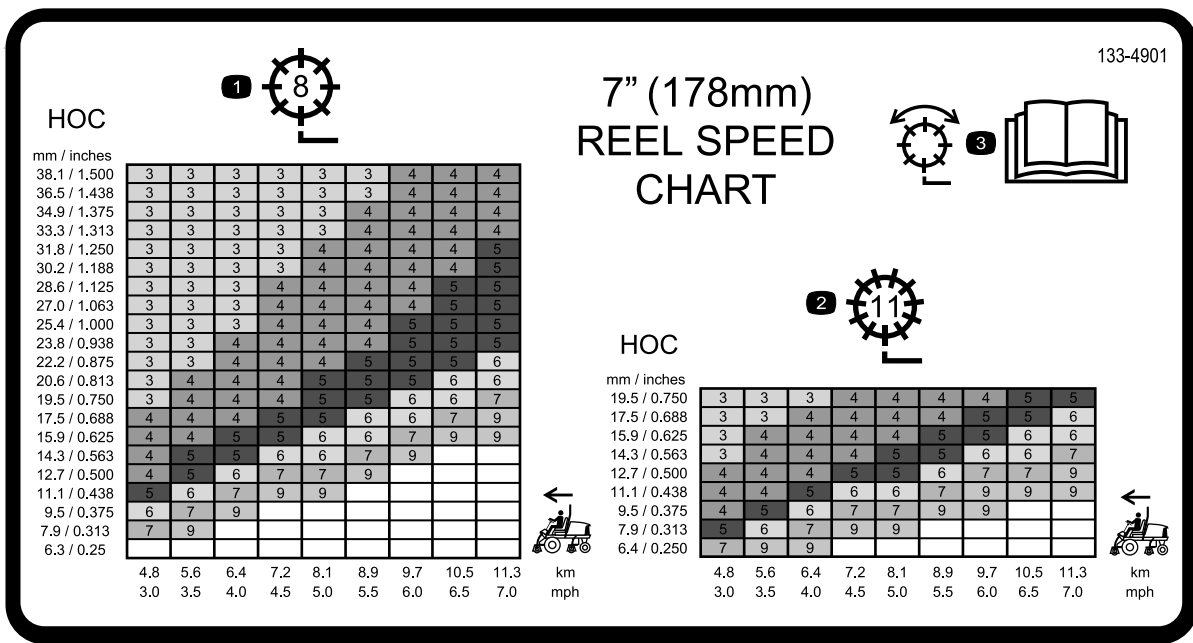 133-4901
7” (178mm)
REEL SPEED
CHART
1
8
3
HOC
mm / inches
38.1 / 1.500 3 3 3 3 3 3 4 4 4
36.5 / 1.438 3 3 3 3 3 3 4 4 4
34.9 / 1.375 3 3 3 3 3 4 4 4 4
33.3 / 1.313 3 3 3 3 3 4 4 4 4
31.8 / 1.250 3 3 3 3 4 4 4 4 5
30.2 / 1.188 3 3 3 3 4 4 4 4 5
28.6 / 1.125 3 3 3 4 4 4 4 5 5
27.0 / 1.063 3 3 3 4 4 4 4 5 5
25.4 / 1.000 3 3 3 4 4 4 5 5 5
23.8 / 0.938 3 3 4 4 4 4 5 5 5
22.2 / 0.875 3 3 4 4 4 5 5 5 6
20.6 / 0.813 3 4 4 4 5 5 5 6 6
19.5 / 0.750 3 4 4 4 5 5 6 6 7
17.5 / 0.688 4 4 4 5 5 6 6 7 9
15.9 / 0.625 4 4 5 5 6 6 7 9 9
14.3 / 0.563 4 5 5 6 6 7 9
12.7 / 0.500 4 5 6 7 7 9
11.1 / 0.438 5 6 7 9 9
9.5 / 0.375 6 7 9
7.9 / 0.313 7 9
6.3 / 0.25
4.8 5.6 6.4 7.2 8.1 8.9 9.7 10.5 11.3 km
3.0 3.5 4.0 4.5 5.0 5.5 6.0 6.5 7.0 mph
2
11
HOC
mm / inches
19.5 / 0.750 3 3 3 4 4 4 4 5 5
17.5 / 0.688 3 3 4 4 4 4 5 5 6
15.9 / 0.625 3 4 4 4 4 5 5 6 6
14.3 / 0.563 3 4 4 4 5 5 6 6 7
12.7 / 0.500 4 4 4 5 5 6 7 7 9
11.1 / 0.438 4 4 5 6 6 7 9 9 9
9.5 / 0.375 4 5 6 7 7 9 9
7.9 / 0.313 5 6 7 9 9
6.4 / 0.250 7 9 9
4.8 5.6 6.4 7.2 8.1 8.9 9.7 10.5 11.3 km
3.0 3.5 4.0 4.5 5.0 5.5 6.0 6.5 7.0 mph